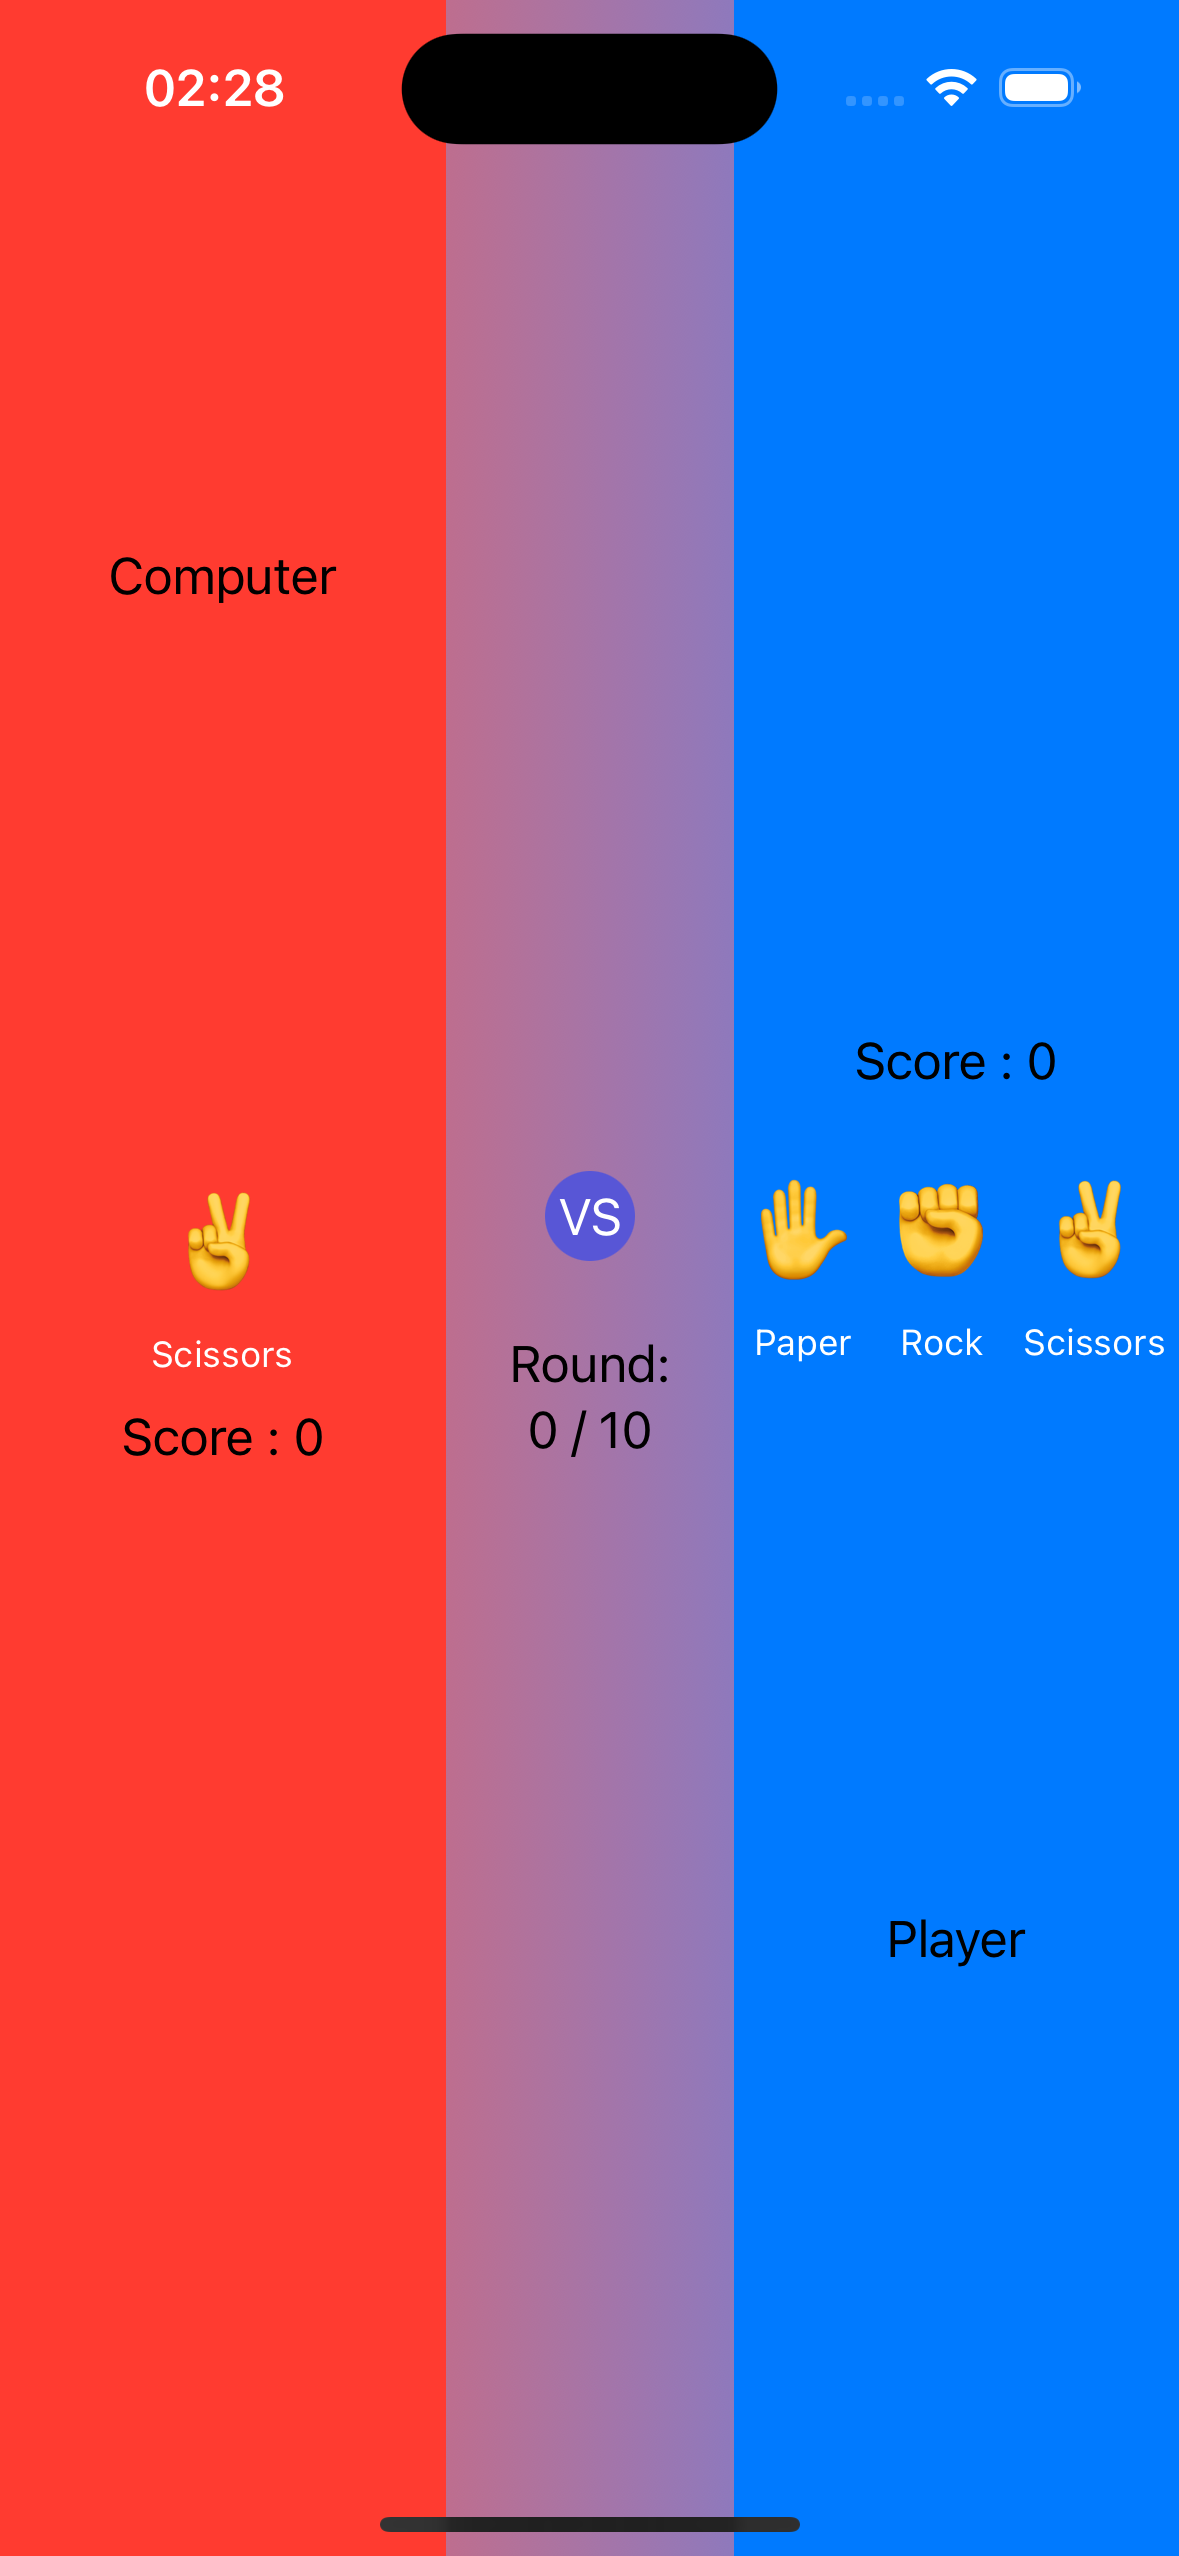 02:28
Computer
Score : 0
VS
Scissors
Paper Rock Scissors
Round:
0 / 10
Score : 0
Player